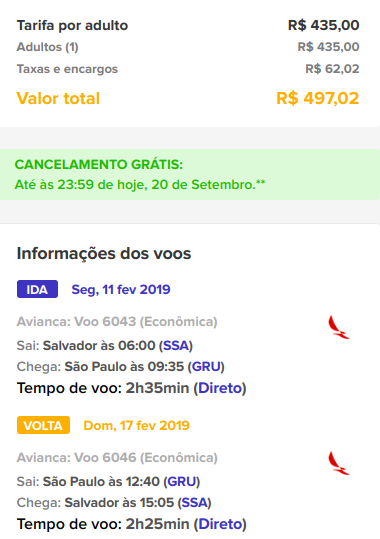 Tarifa por adulto R$ 435,00
Adultos (1) R$ 435,00
Taxas e encargos R$ 62,02
Valor total R$ 497,02
CANCELAMENTO GRÁTIS:
Até às 23:59 de hoje, 20 de Setembro.**
Informações dos voos
IDA Seg, 11 fev 2019
Avianca: Voo 6043 (Econômica)
Sai: Salvador às 06:00 (SSA)
Chega: São Paulo às 09:35 (GRU)
Tempo de voo: 2h35min (Direto)
VOLTA Dom, 17 fev 2019
Avianca: Voo 6046 (Econômica)
Sai: São Paulo às 12:40 (GRU)
Chega: Salvador às 15:05 (SSA)
Tempo de voo: 2h25min (Direto)